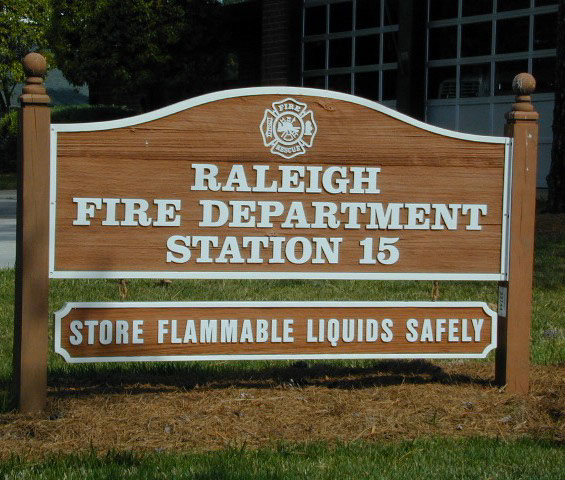 FIRE
RESCUE
RALEIGH
FIRE DEPARTMENT
STATION 15
STORE FLAMMABLE LIQUIDS SAFELY